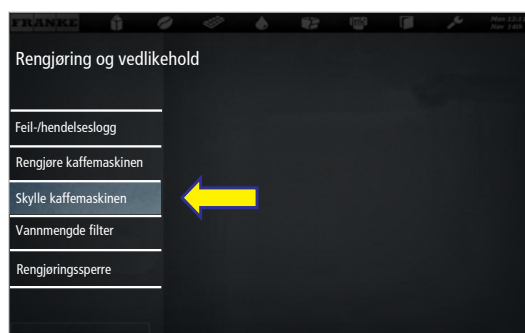 FRANKE
Rengjøring og vedlikehold
Feil-/hendelseslogg
Rengjøre kaffemaskinen
Skylle kaffemaskinen
Vannmengde filter
Rengjøringssperre